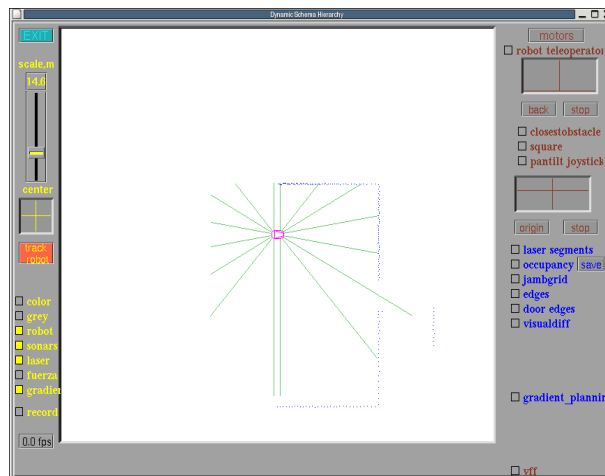 Dynamic Schema Hierarchy
EXIT
scale,m
14.6
center
track
robot
color
grey
robot
sonars
laser
fuerza
gradien
record
0.0 fps
motors
robot teleoperator
back
stop
closestobstacle
square
pantilt joystick
origin
stop
laser segments
occupancy
save
jambgrid
edges
door edges
visualdiff
gradient_plannin
vff